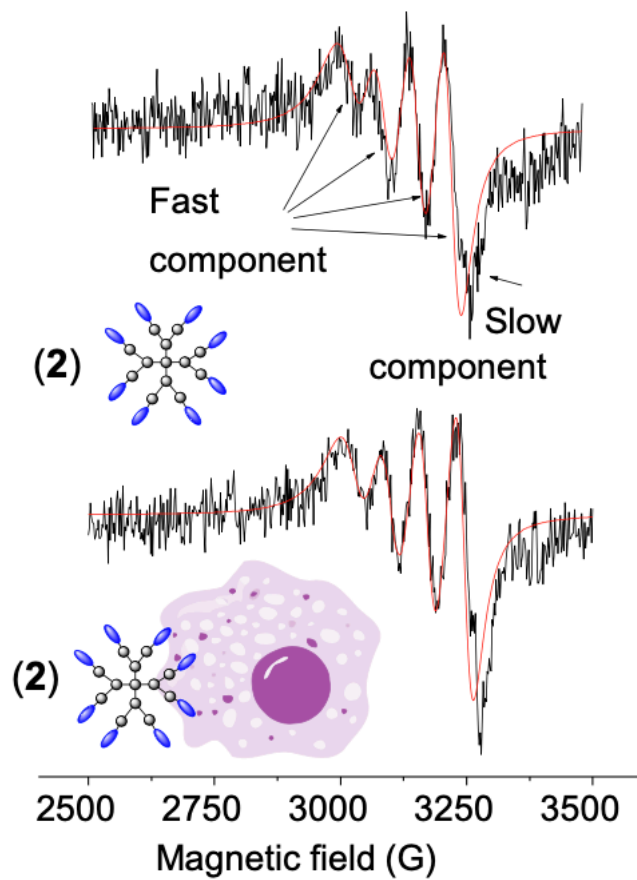 Fast
component
Slow
component
(2)
(2)
2500 2750 3000 3250 3500
Magnetic field (G)